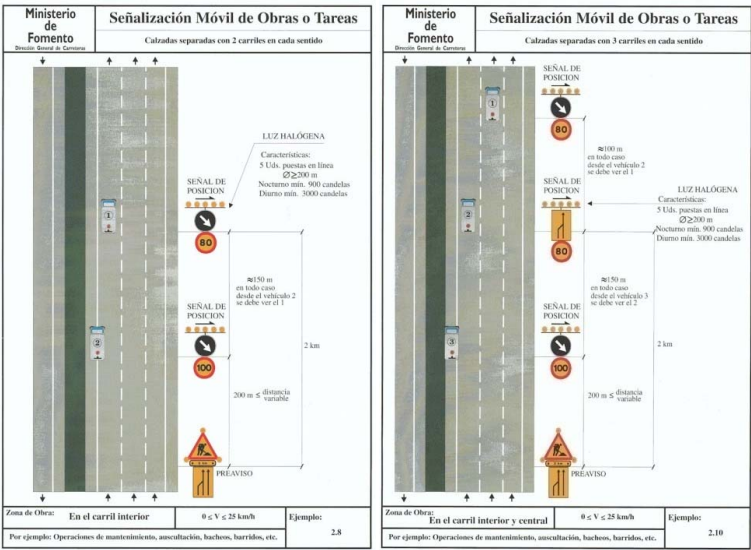 Ministerio
de
Fomento
Dirección General de Carreteras
Señalización Móvil de Obras o Tareas
Calzadas separadas con 2 carriles en cada sentido
LUZ HALÓGENA
Características:
5 Uds. puestas en línea
Ø≥200 m
Nocturno mín. 900 candelas
Diurno mín. 3000 candelas
SEÑAL DE
POSICION
1
80
≈150 m
en todo caso
desde el vehículo 2
se debe ver el 1
SEÑAL DE
POSICION
2
2 km
100
200 m ≤ distancia
variable
PREAVISO
Zona de Obra:
En el carril interior
0 ≤ V ≤ 25 km/h
Ejemplo:
2.8
Por ejemplo: Operaciones de mantenimiento, auscultación, bacheos, barridos, etc.
Ministerio
de
Fomento
Dirección General de Carreteras
Señalización Móvil de Obras o Tareas
Calzadas separadas con 3 carriles en cada sentido
SEÑAL DE
POSICION
1
80
≈100 m
en todo caso
desde el vehículo 2
se debe ver el 1
SEÑAL DE
POSICION
LUZ HALÓGENA
Características:
5 Uds. puestas en línea
Ø≥200 m
Nocturno mín. 900 candelas
Diurno mín. 3000 candelas
2
80
≈150 m
en todo caso
desde el vehículo 3
se debe ver el 2
SEÑAL DE
POSICION
3
2 km
100
200 m ≤ distancia
variable
PREAVISO
Zona de Obra:
En el carril interior y central
0 ≤ V ≤ 25 km/h
Ejemplo:
2.10
Por ejemplo: Operaciones de mantenimiento, auscultación, bacheos, barridos, etc.